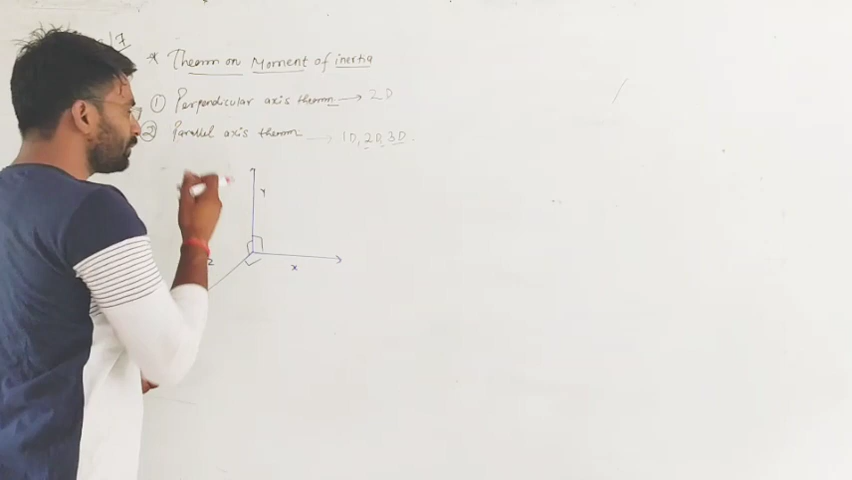 * Theorm on Moment of inertia
① Perpendicular axis theorm → 2D
② Parallel axis theorm → 1D, 2D, 3D.
Y
Z
X